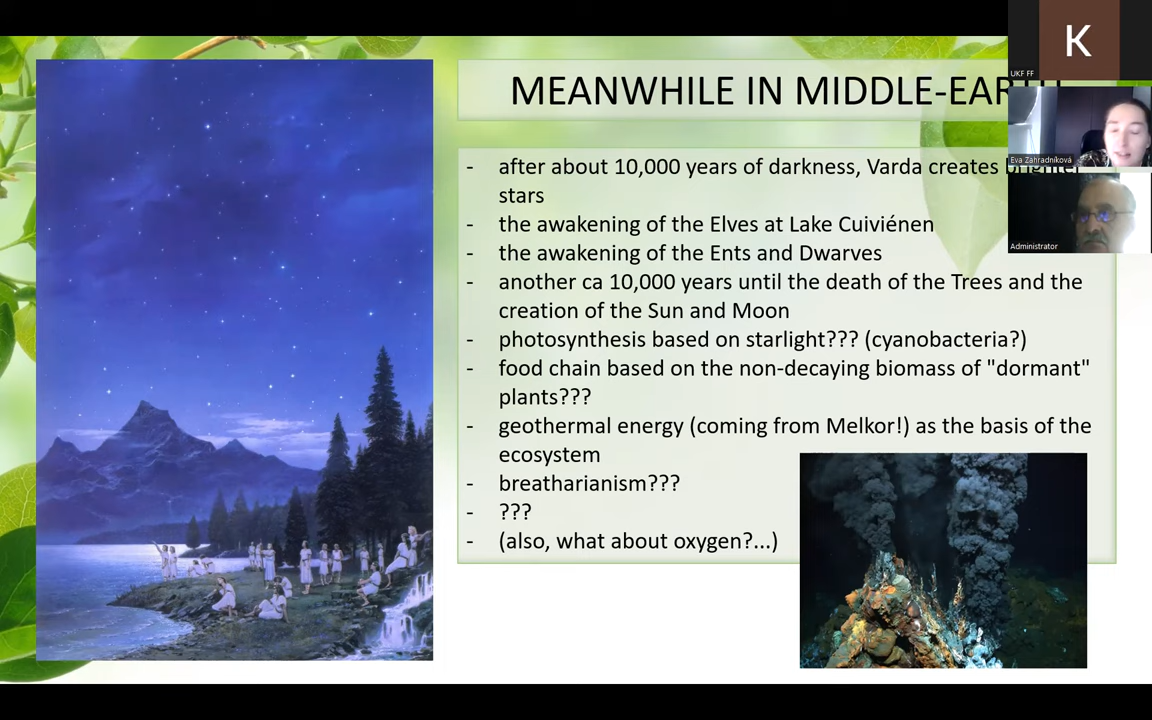 MEANWHILE IN MIDDLE-EAR
- after about 10,000 years of darkness, Varda creates brighter
stars
- the awakening of the Elves at Lake Cuiviénen
- the awakening of the Ents and Dwarves
- another ca 10,000 years until the death of the Trees and the
creation of the Sun and Moon
- photosynthesis based on starlight??? (cyanobacteria?)
- food chain based on the non-decaying biomass of "dormant"
plants???
- geothermal energy (coming from Melkor!) as the basis of the
ecosystem
- breatharianism???
- ???
- (also, what about oxygen?...)
K
UKF FF
Eva Zahradníková
Administrator